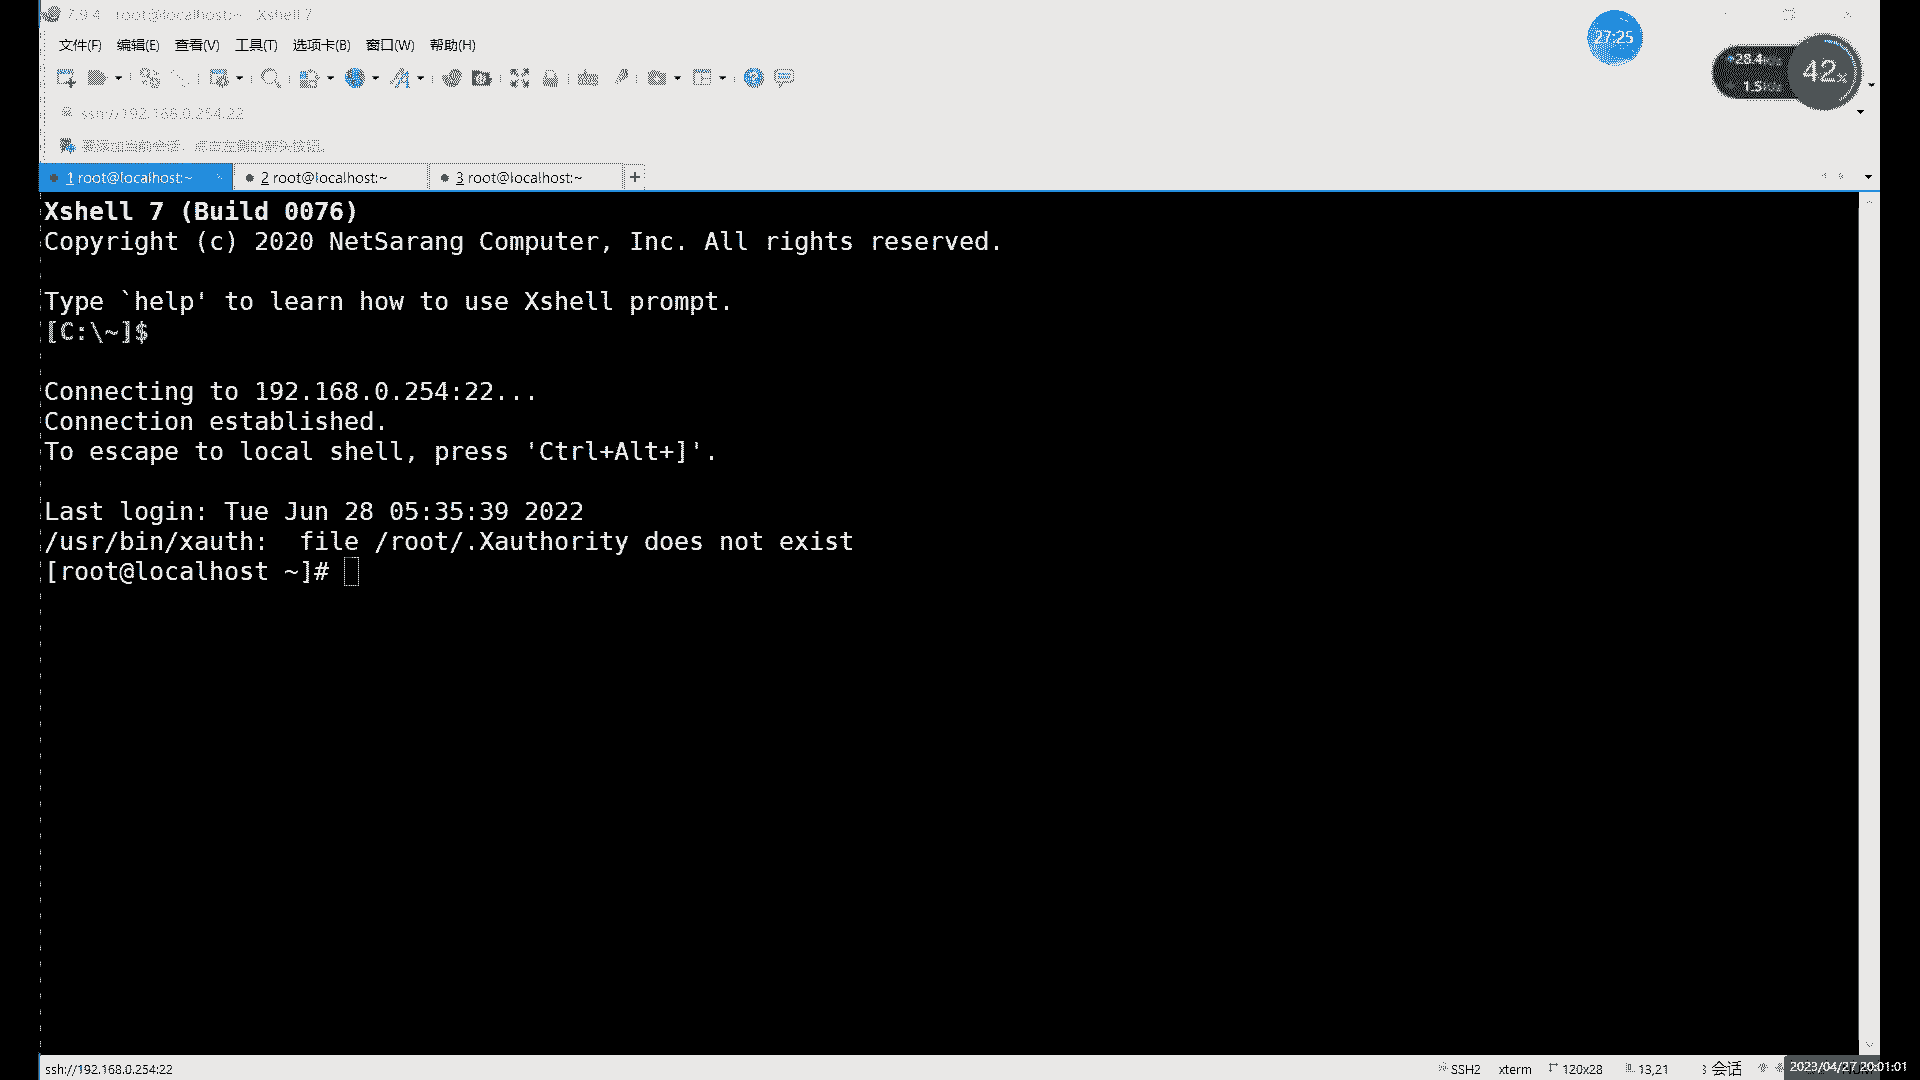 7.9 4 - root@localhost:~ - Xshell 7
文件(F) 编辑(E) 查看(V) 工具(T) 选项卡(B) 窗口(W) 帮助(H)
27:25
28.4
1.5
42%
ssh://192.168.0.254:22
1 root@localhost:~
2 root@localhost:~
3 root@localhost:~
+
Xshell 7 (Build 0076)
Copyright (c) 2020 NetSarang Computer, Inc. All rights reserved.
Type `help' to learn how to use Xshell prompt.
[C:\~]$
Connecting to 192.168.0.254:22...
Connection established.
To escape to local shell, press 'Ctrl+Alt+]'.
Last login: Tue Jun 28 05:35:39 2022
/usr/bin/xauth:  file /root/.Xauthority does not exist
[root@localhost ~]#
ssh://192.168.0.254:22
SSH2 xterm 120x28 13,21 3 会话
2023/04/27 20:01:01